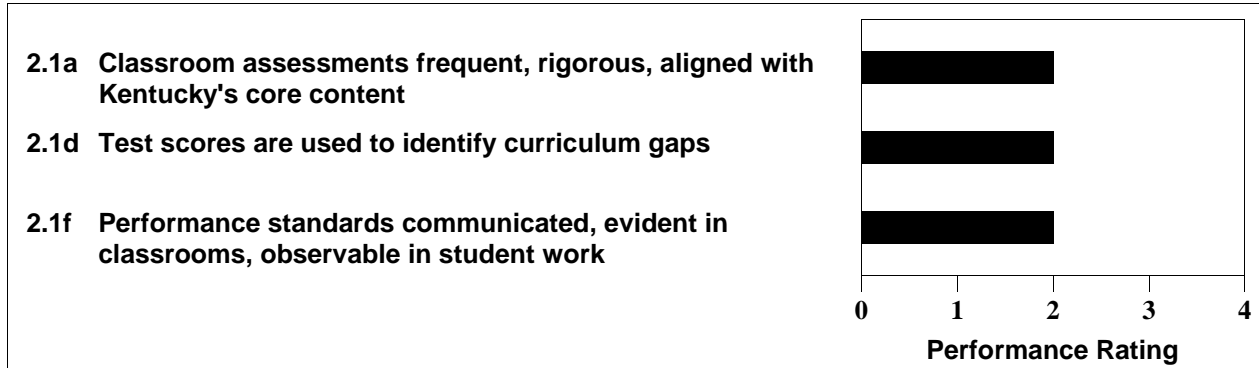 2.1a Classroom assessments frequent, rigorous, aligned with
Kentucky's core content
2.1d Test scores are used to identify curriculum gaps
2.1f Performance standards communicated, evident in
classrooms, observable in student work
0 1 2 3 4
Performance Rating